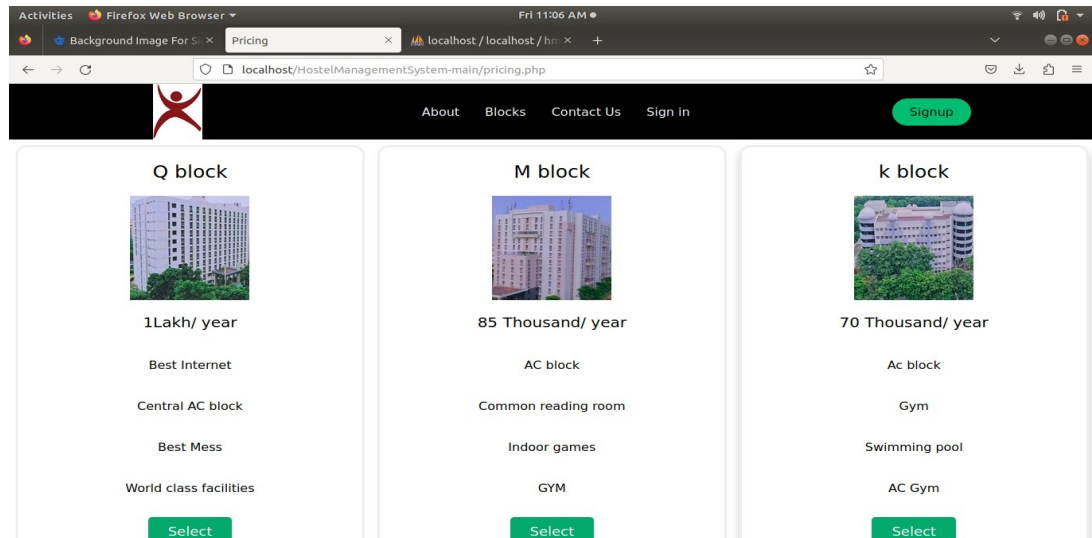 Activities Firefox Web Browser Fri 11:06 AM
Background Image For Si Pricing localhost / localhost / hm
localhost/HostelManagementSystem-main/pricing.php
About Blocks Contact Us Sign in Signup
Q block
1Lakh/ year
Best Internet
Central AC block
Best Mess
World class facilities
Select
M block
85 Thousand/ year
AC block
Common reading room
Indoor games
GYM
Select
k block
70 Thousand/ year
Ac block
Gym
Swimming pool
AC Gym
Select